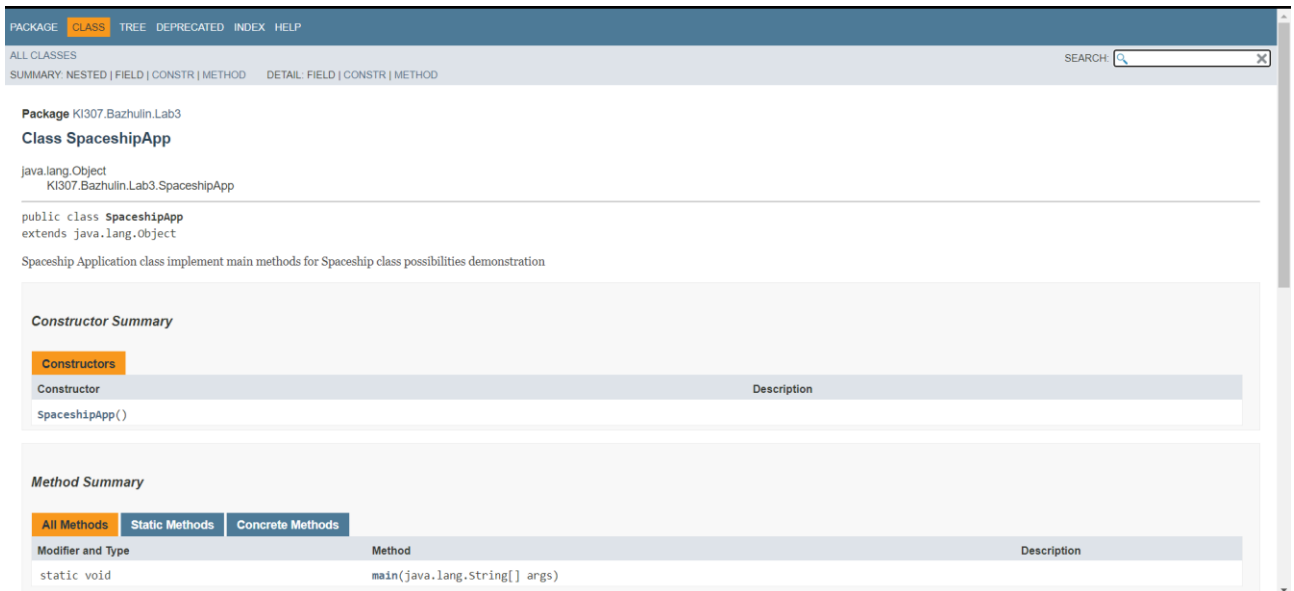 PACKAGE CLASS TREE DEPRECATED INDEX HELP
ALL CLASSES
SEARCH:
SUMMARY: NESTED | FIELD | CONSTR | METHOD DETAIL: FIELD | CONSTR | METHOD
Package KI307.Bazhulin.Lab3
Class SpaceshipApp
java.lang.Object
KI307.Bazhulin.Lab3.SpaceshipApp
public class SpaceshipApp
extends java.lang.Object
Spaceship Application class implement main methods for Spaceship class possibilities demonstration
Constructor Summary
Constructors
Constructor Description
SpaceshipApp()
Method Summary
All Methods Static Methods Concrete Methods
Modifier and Type Method Description
static void main(java.lang.String[] args)